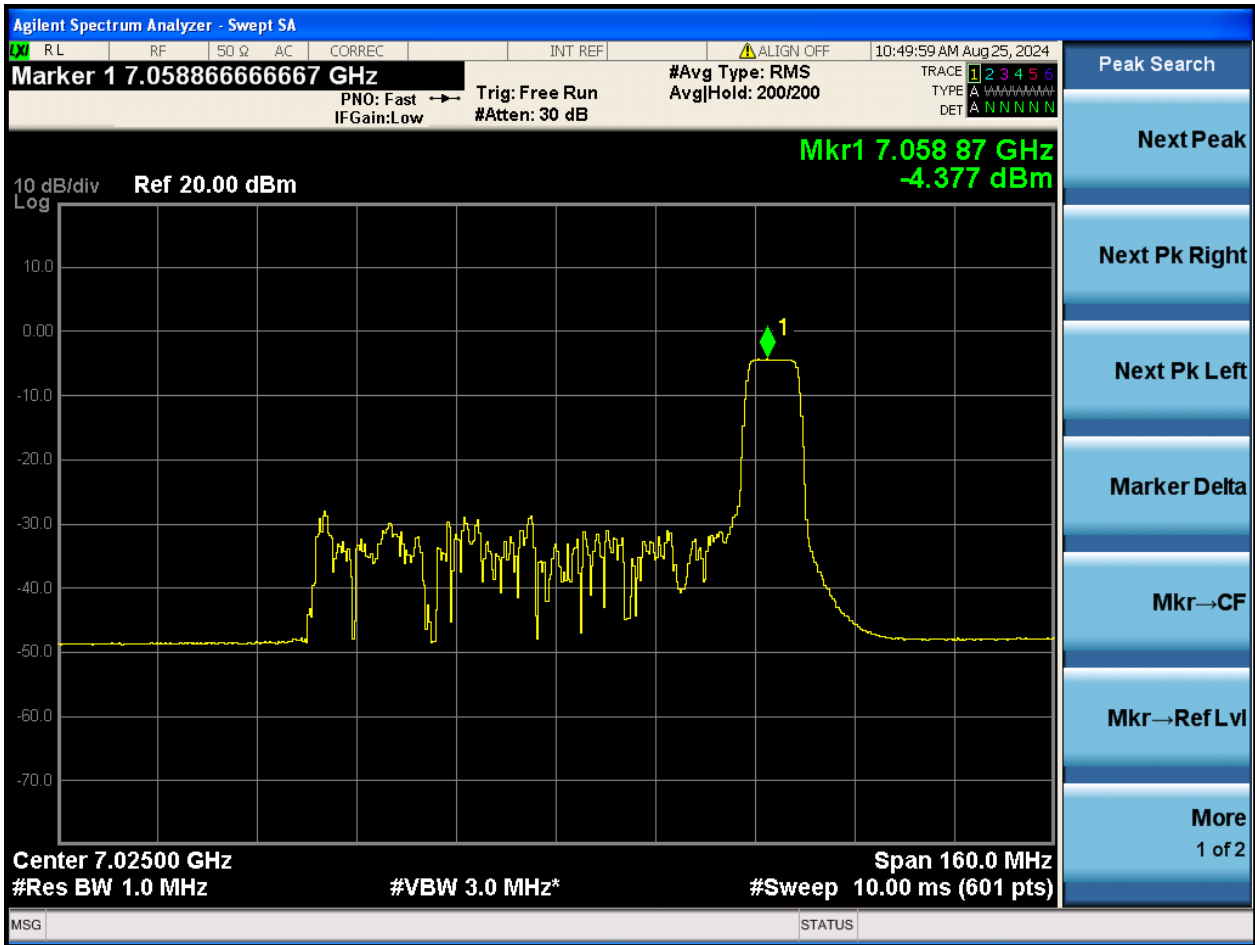 Agilent Spectrum Analyzer - Swept SA
LXI RL RF 50 Ω AC CORREC INT REF ALIGN OFF 10:49:59 AM Aug 25, 2024
Marker 1 7.058866666667 GHz
PNO: Fast
IFGain:Low
Trig: Free Run
#Atten: 30 dB
#Avg Type: RMS
Avg|Hold: 200/200
TRACE 1 2 3 4 5 6
TYPE A WWWWW
DET A N N N N N
Mkr1 7.058 87 GHz
-4.377 dBm
10 dB/div Ref 20.00 dBm
Log
10.0
0.00
-10.0
-20.0
-30.0
-40.0
-50.0
-60.0
-70.0
1
Center 7.02500 GHz Span 160.0 MHz
#Res BW 1.0 MHz #VBW 3.0 MHz* #Sweep 10.00 ms (601 pts)
MSG STATUS
Peak Search
Next Peak
Next Pk Right
Next Pk Left
Marker Delta
Mkr→CF
Mkr→Ref Lvl
More
1 of 2